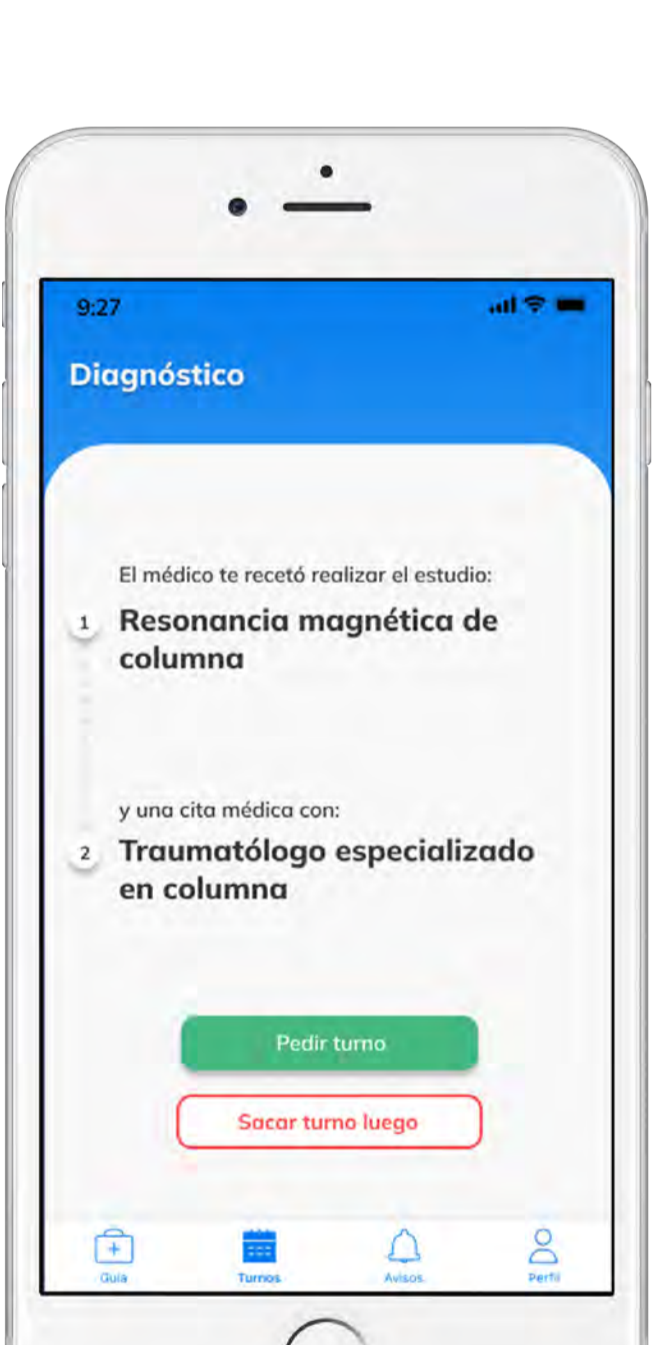 9:27
Diagnóstico
El médico te recetó realizar el estudio:
1
Resonancia magnética de
columna
y una cita médica con:
2
Traumatólogo especializado
en columna
Pedir turno
Sacar turno luego
Guía
Turnos
Avisos
Perfil